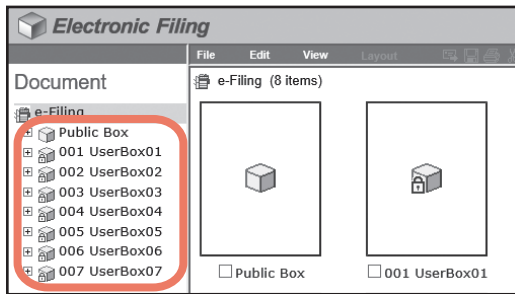 Electronic Filing
File Edit View Layout
Document
e-Filing (8 items)
e-Filing
Public Box
001 UserBox01
002 UserBox02
003 UserBox03
004 UserBox04
005 UserBox05
006 UserBox06
007 UserBox07
Public Box
001 UserBox01